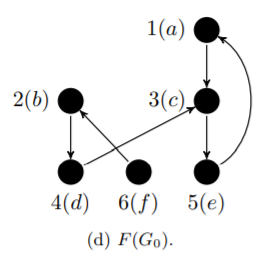 1(a)
2(b) 3(c)
4(d) 6(f) 5(e)
(d) F(G₀).